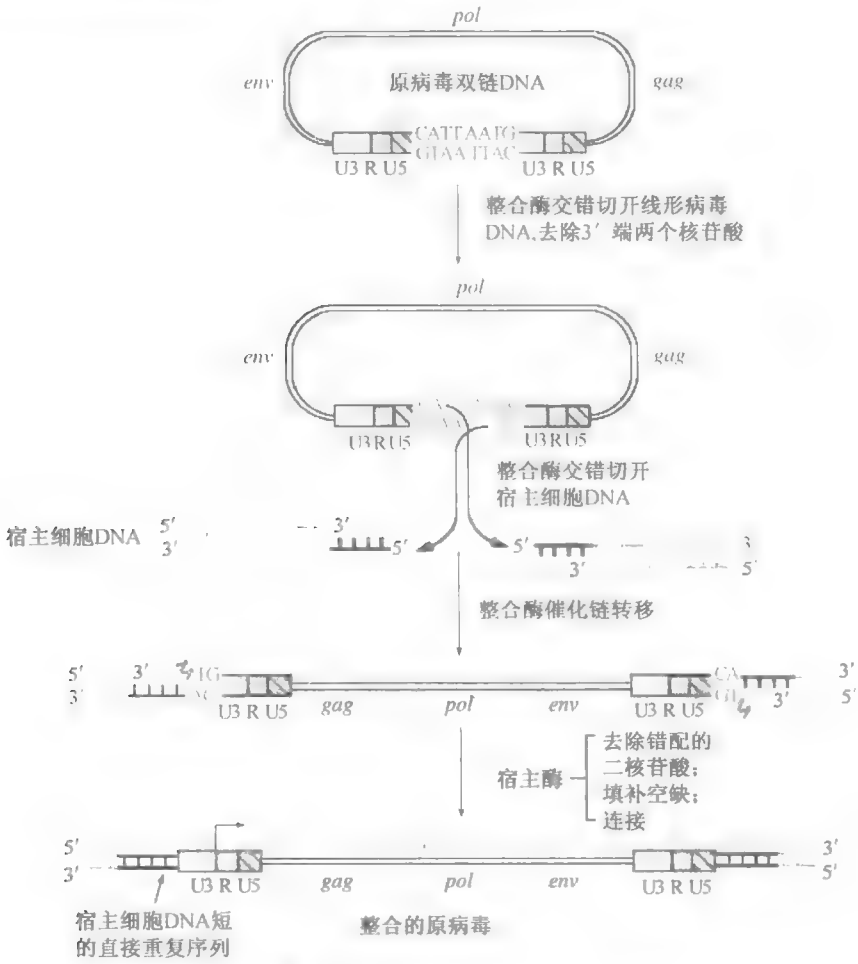 pol
env
原病毒双链DNA
gag
CATTAATG
GTAATTAC
U3 R U5
U3 R U5
整合酶交错切开线形病毒
DNA,去除3′端两个核苷酸
pol
env
gag
U3 R U5
U3 R U5
整合酶交错切开
宿主细胞DNA
宿主细胞DNA
5′
3′
3′
5′
5′
3′
3
5′
整合酶催化链转移
5′
3′
3′
TG
AC
U3 R U5
gag
pol
env
U3 R U5
CA
GT
3′
3′
5′
宿主酶
去除错配的
二核苷酸;
填补空缺;
连接
5′
3′
U3 R U5
gag
pol
env
U3 R U5
3′
5′
宿主细胞DNA短
的直接重复序列
整合的原病毒